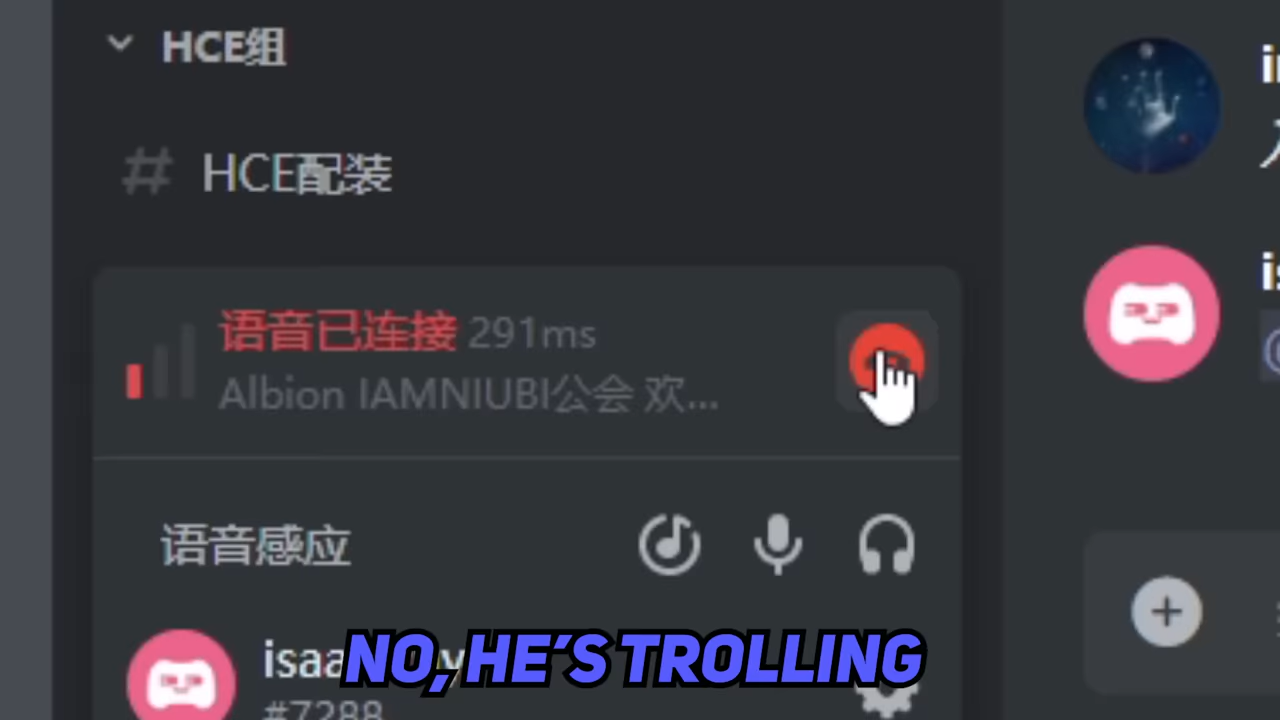 HCE组
# HCE配装
语音已连接 291ms
Albion IAMNIUBI公会 欢...
语音感应
#7288
NO, HE'S TROLLING